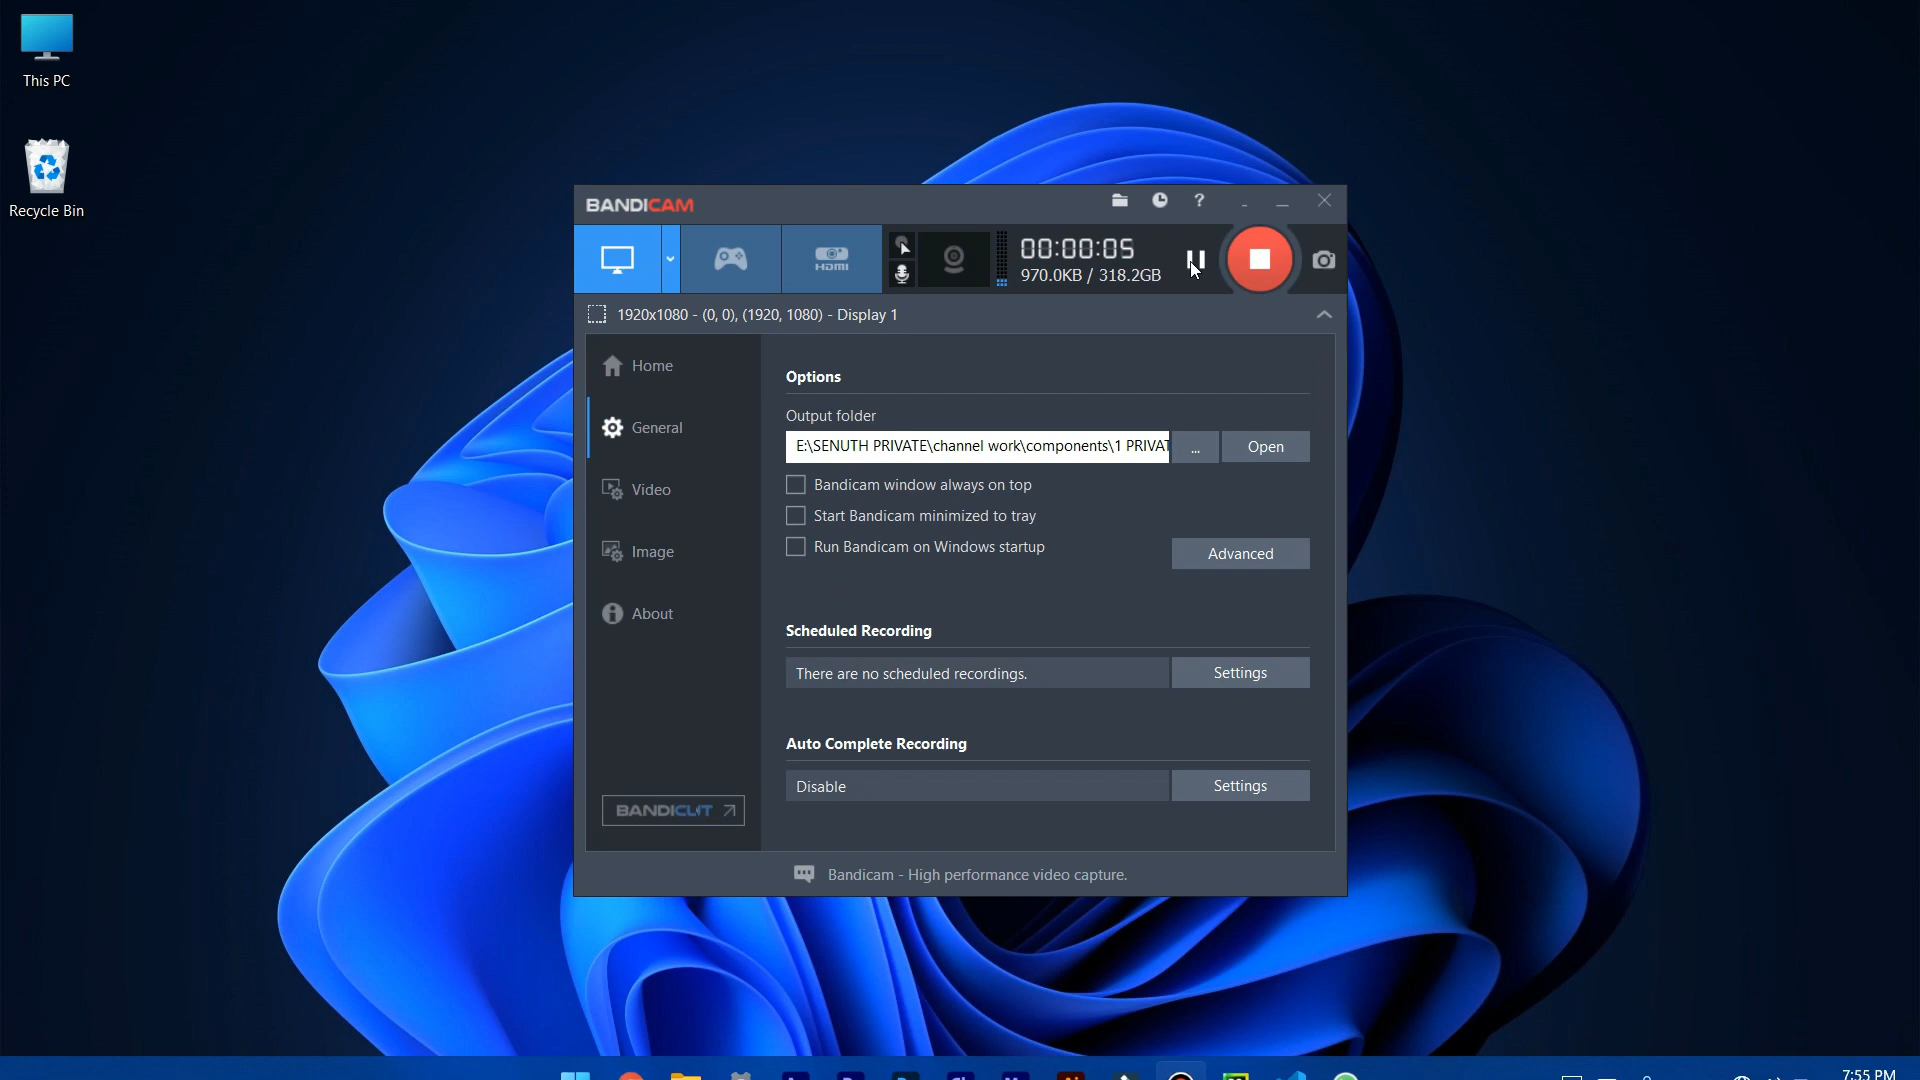 This PC
Recycle Bin
BANDICAM
?
HDMI
00:00:05
970.0KB / 318.2GB
1920x1080 - (0, 0), (1920, 1080) - Display 1
Home
General
Video
Image
About
BANDICUT
Options
Output folder
E:\SENUTH PRIVATE\channel work\components\1 PRIVAT
...
Open
Bandicam window always on top
Start Bandicam minimized to tray
Run Bandicam on Windows startup
Advanced
Scheduled Recording
There are no scheduled recordings.
Settings
Auto Complete Recording
Disable
Settings
Bandicam - High performance video capture.
7:55 PM